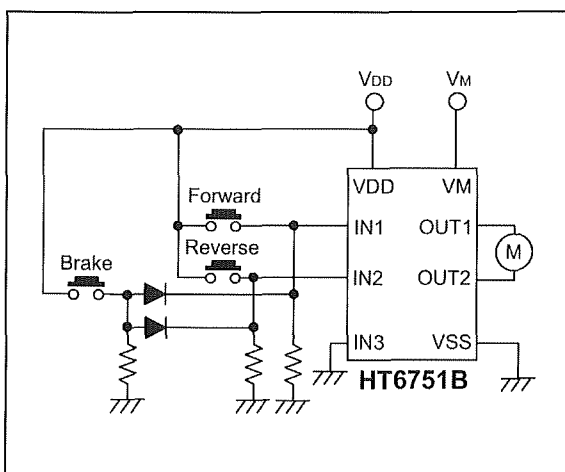 VDD VM
VDD VM
Forward
IN1 OUT1
M
Reverse
Brake
IN2 OUT2
IN3 VSS
HT6751B